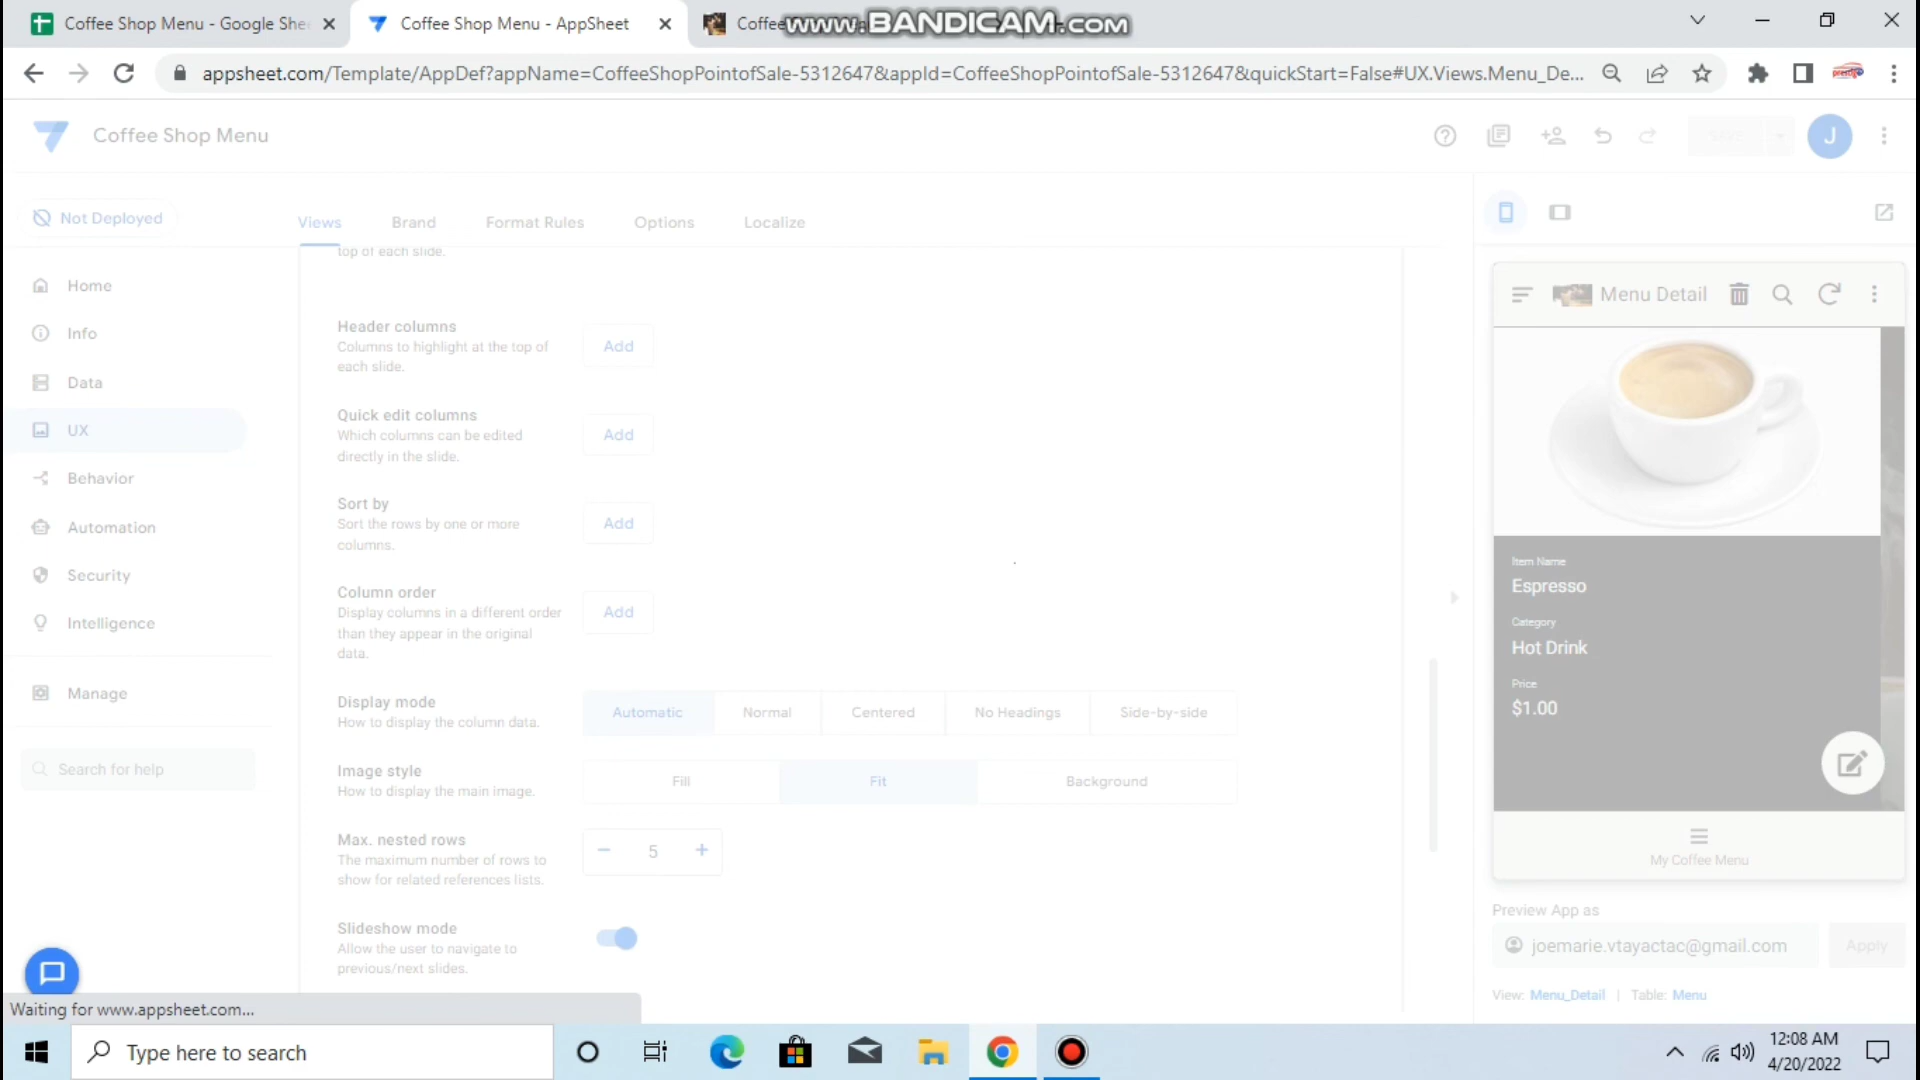 Coffee Shop Menu - Google She
Coffee Shop Menu - AppSheet
Coffee
www.BANDICAM.com
appsheet.com/Template/AppDef?appName=CoffeeShopPointofSale-5312647&appId=CoffeeShopPointofSale-5312647&quickStart=False#UX.Views.Menu_De...
Coffee Shop Menu
J
Not Deployed
Views
Brand
Format Rules
Options
Localize
Home
Info
Data
UX
Behavior
Automation
Security
Intelligence
Manage
Search for help
top of each slide.
Header columns
Columns to highlight at the top of
each slide.
Add
Quick edit columns
Which columns can be edited
directly in the slide.
Add
Sort by
Sort the rows by one or more
columns.
Add
Column order
Display columns in a different order
than they appear in the original
data.
Add
Display mode
How to display the column data.
Automatic
Normal
Centered
No Headings
Side-by-side
Image style
How to display the main image.
Fill
Fit
Background
Max. nested rows
The maximum number of rows to
show for related references lists.
5
Slideshow mode
Allow the user to navigate to
previous/next slides.
Menu Detail
Item Name
Espresso
Category
Hot Drink
Price
$1.00
My Coffee Menu
Preview App as
joemarie.vtayactac@gmail.com
Apply
View: Menu_Detail | Table: Menu
Waiting for www.appsheet.com...
Type here to search
12:08 AM
4/20/2022